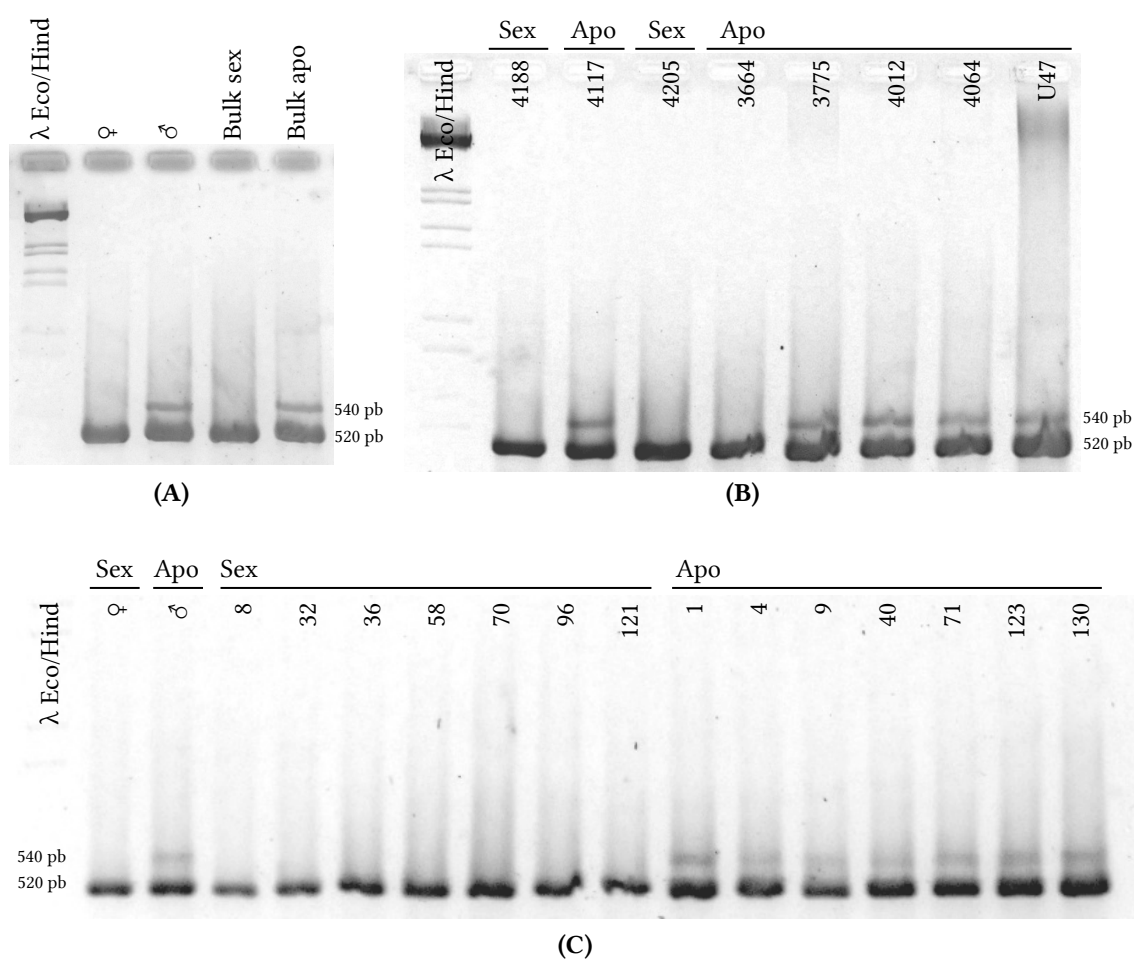 λ Eco/Hind ♀ ♂ Bulk sex Bulk apo
540 pb
520 pb
(A)
Sex Apo Sex Apo
λ Eco/Hind 4188 4117 4205 3664 3775 4012 4064 U47
540 pb
520 pb
(B)
Sex Apo Sex Apo
λ Eco/Hind ♀ ♂ 8 32 36 58 70 96 121 1 4 9 40 71 123 130
540 pb
520 pb
(C)